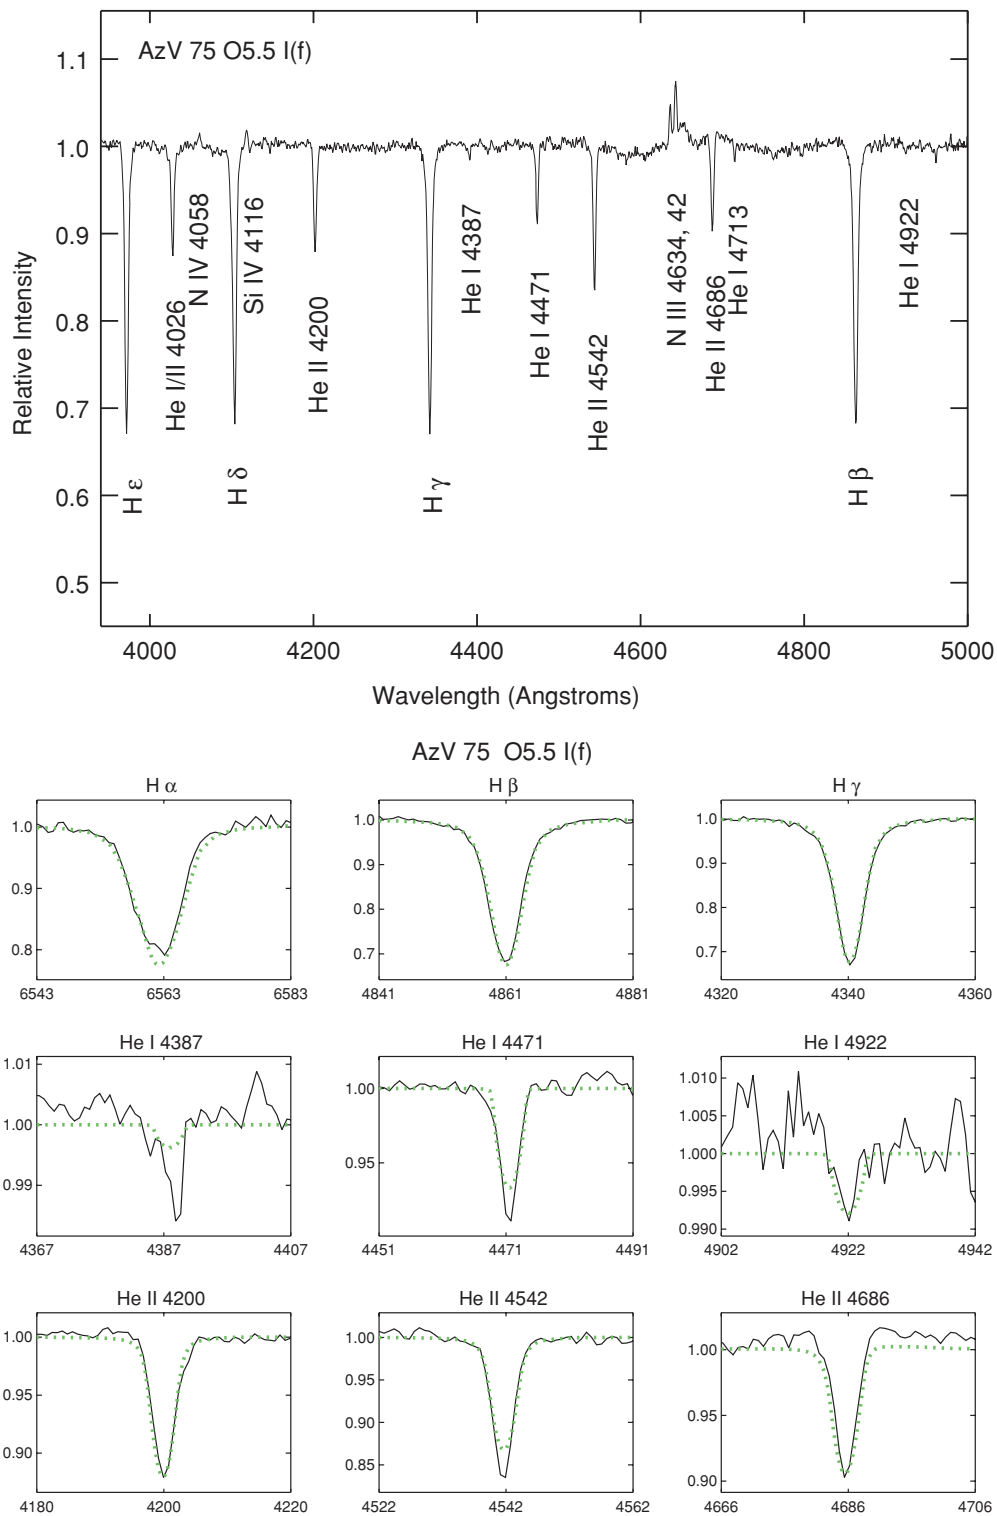 AzV 75 O5.5 I(f)
1.1
1.0
0.9
0.8
0.7
0.6
0.5
Relative Intensity
H ε
He I/II 4026
N IV 4058
H δ
Si IV 4116
He II 4200
H γ
He I 4387
He I 4471
He II 4542
N III 4634, 42
He II 4686
He I 4713
H β
He I 4922
4000 4200 4400 4600 4800 5000
Wavelength (Angstroms)
AzV 75 O5.5 I(f)
H α
1.0
0.9
0.8
6543 6563 6583
H β
1.0
0.9
0.8
0.7
4841 4861 4881
H γ
1.0
0.9
0.8
0.7
4320 4340 4360
He I 4387
1.01
1.00
0.99
4367 4387 4407
He I 4471
1.00
0.95
4451 4471 4491
He I 4922
1.010
1.005
1.000
0.995
0.990
4902 4922 4942
He II 4200
1.00
0.95
0.90
4180 4200 4220
He II 4542
1.00
0.95
0.90
0.85
4522 4542 4562
He II 4686
1.00
0.95
0.90
4666 4686 4706